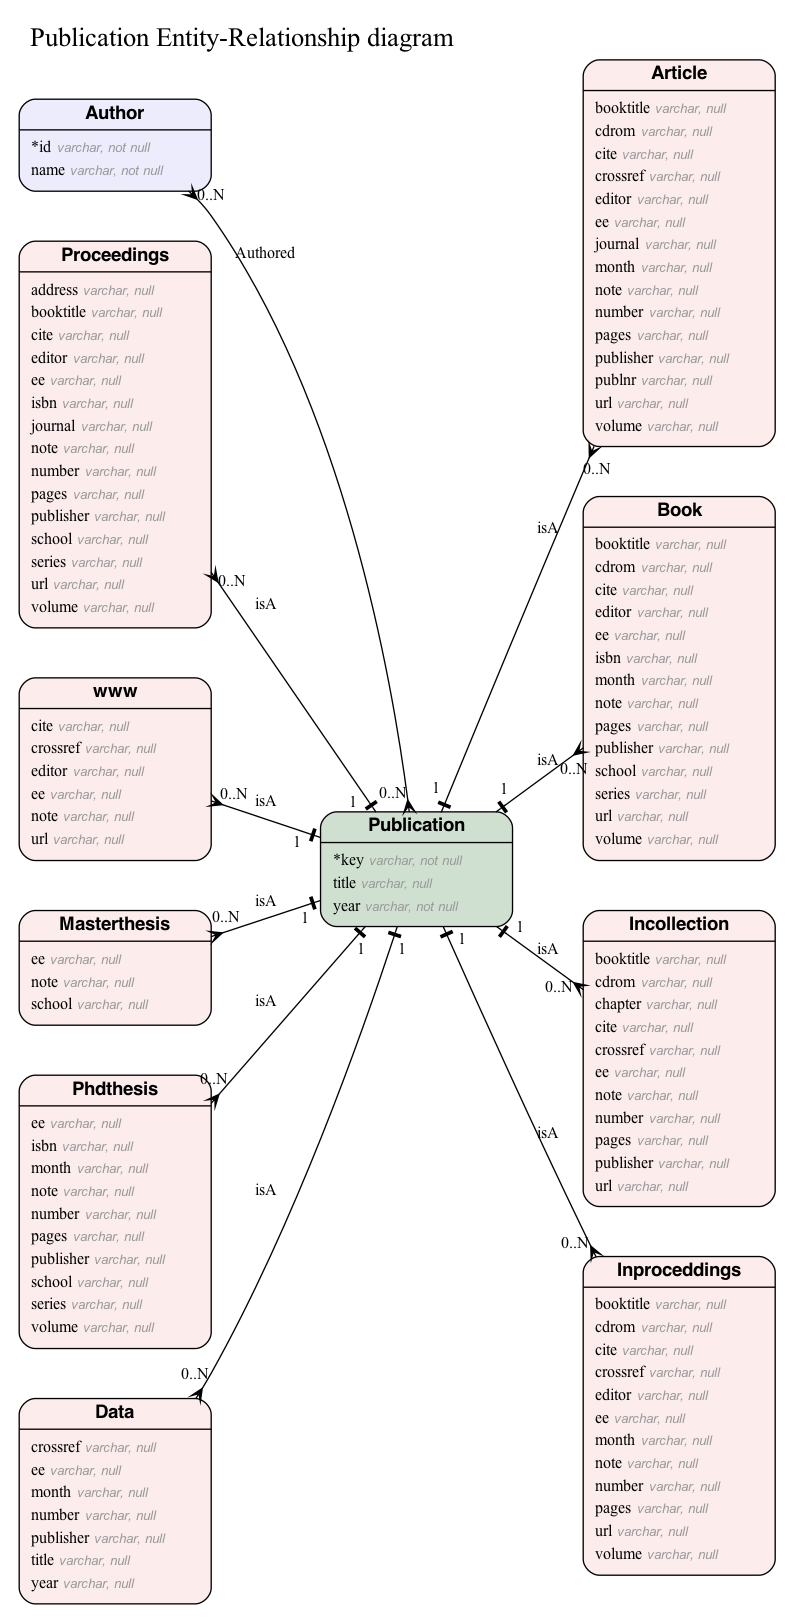 Publication Entity-Relationship diagram
Author
*id varchar, not null
name varchar, not null
0..N
Authored
Proceedings
address varchar, null
booktitle varchar, null
cite varchar, null
editor varchar, null
ee varchar, null
isbn varchar, null
journal varchar, null
note varchar, null
number varchar, null
pages varchar, null
publisher varchar, null
school varchar, null
series varchar, null
url varchar, null
volume varchar, null
0..N
isA
1
www
cite varchar, null
crossref varchar, null
editor varchar, null
ee varchar, null
note varchar, null
url varchar, null
0..N
isA
1
Masterthesis
ee varchar, null
note varchar, null
school varchar, null
0..N
isA
1
Phdthesis
ee varchar, null
isbn varchar, null
month varchar, null
note varchar, null
number varchar, null
pages varchar, null
publisher varchar, null
school varchar, null
series varchar, null
volume varchar, null
0..N
isA
1
Data
crossref varchar, null
ee varchar, null
month varchar, null
number varchar, null
publisher varchar, null
title varchar, null
year varchar, null
0..N
isA
1
0..N
Publication
*key varchar, not null
title varchar, null
year varchar, not null
Article
booktitle varchar, null
cdrom varchar, null
cite varchar, null
crossref varchar, null
editor varchar, null
ee varchar, null
journal varchar, null
month varchar, null
note varchar, null
number varchar, null
pages varchar, null
publisher varchar, null
publnr varchar, null
url varchar, null
volume varchar, null
0..N
isA
1
Book
booktitle varchar, null
cdrom varchar, null
cite varchar, null
editor varchar, null
ee varchar, null
isbn varchar, null
month varchar, null
note varchar, null
pages varchar, null
publisher varchar, null
school varchar, null
series varchar, null
url varchar, null
volume varchar, null
0..N
isA
1
Incollection
booktitle varchar, null
cdrom varchar, null
chapter varchar, null
cite varchar, null
crossref varchar, null
ee varchar, null
note varchar, null
number varchar, null
pages varchar, null
publisher varchar, null
url varchar, null
0..N
isA
1
Inproceddings
booktitle varchar, null
cdrom varchar, null
cite varchar, null
crossref varchar, null
editor varchar, null
ee varchar, null
month varchar, null
note varchar, null
number varchar, null
pages varchar, null
url varchar, null
volume varchar, null
0..N
isA
1